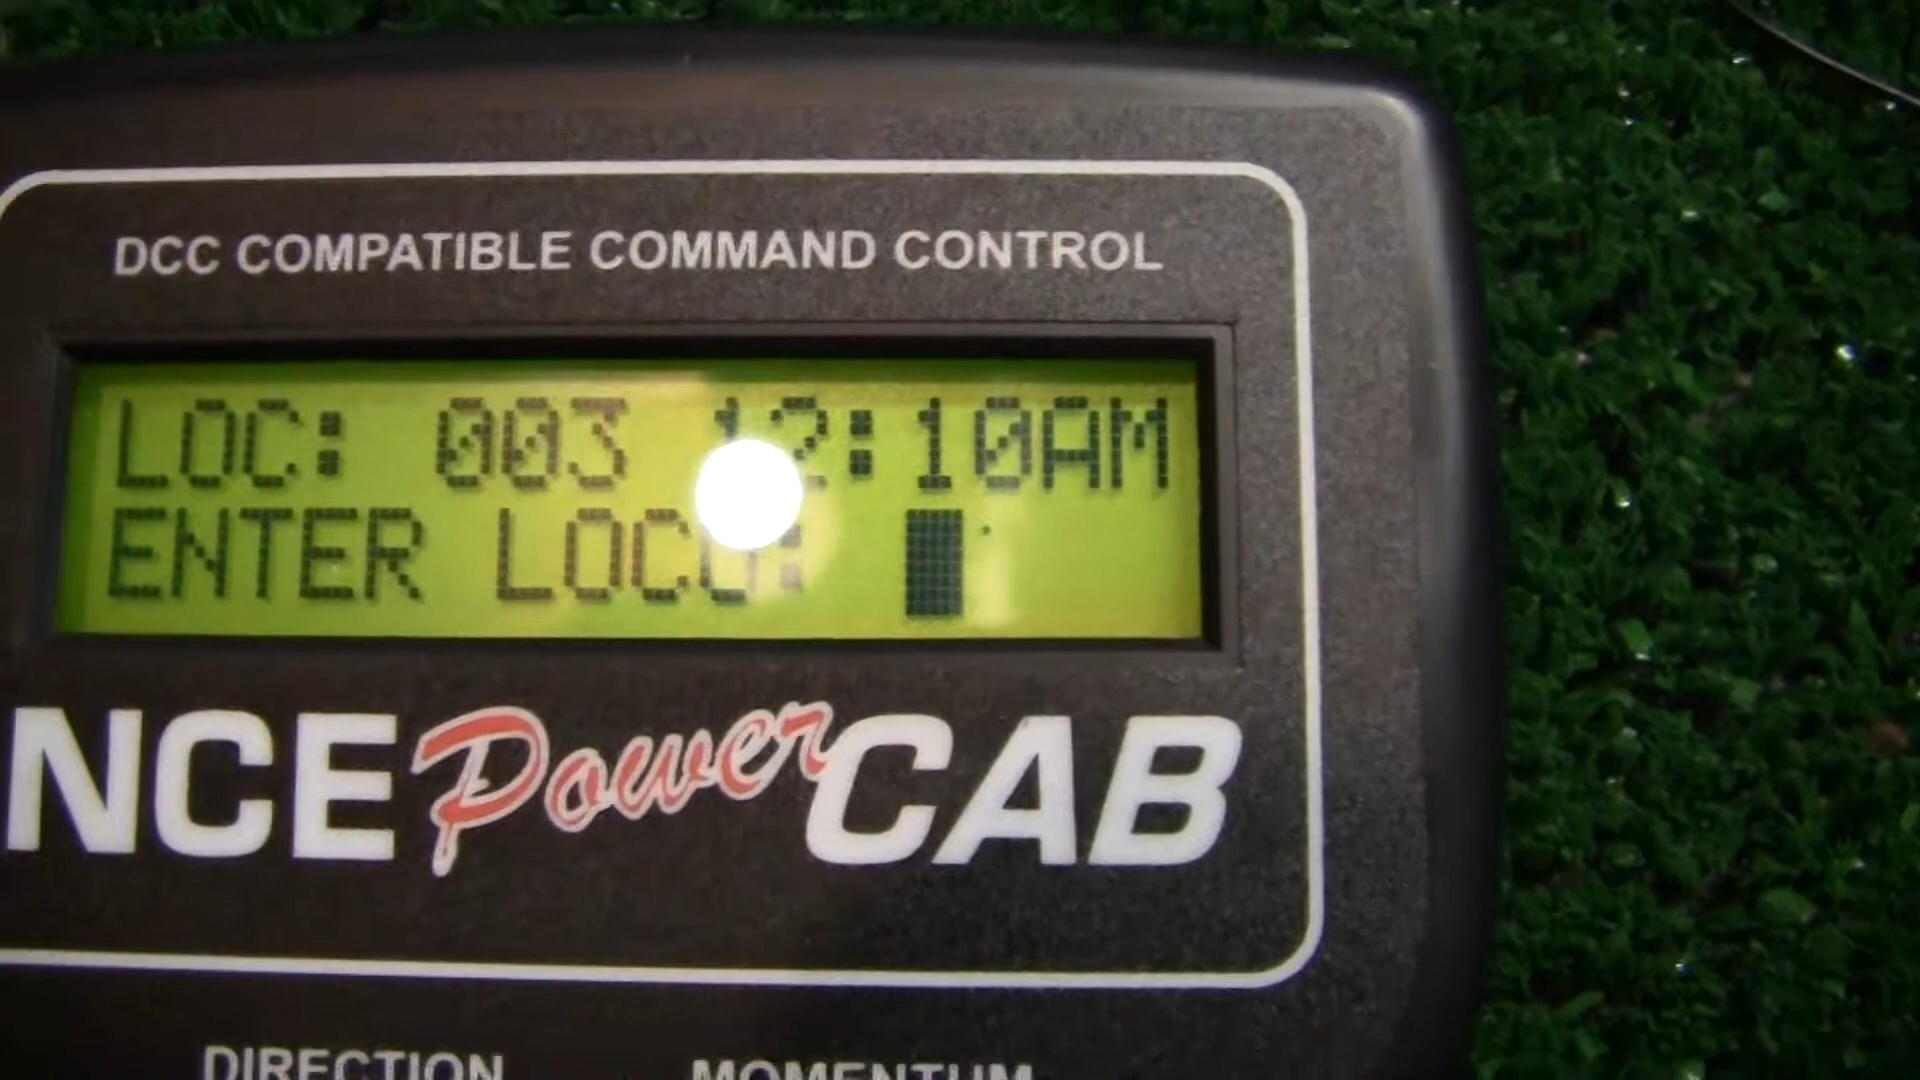 DCC COMPATIBLE COMMAND CONTROL
LOC: 003 12:10AM
ENTER LOCO:
NCE Power CAB
DIRECTION MOMENTUM